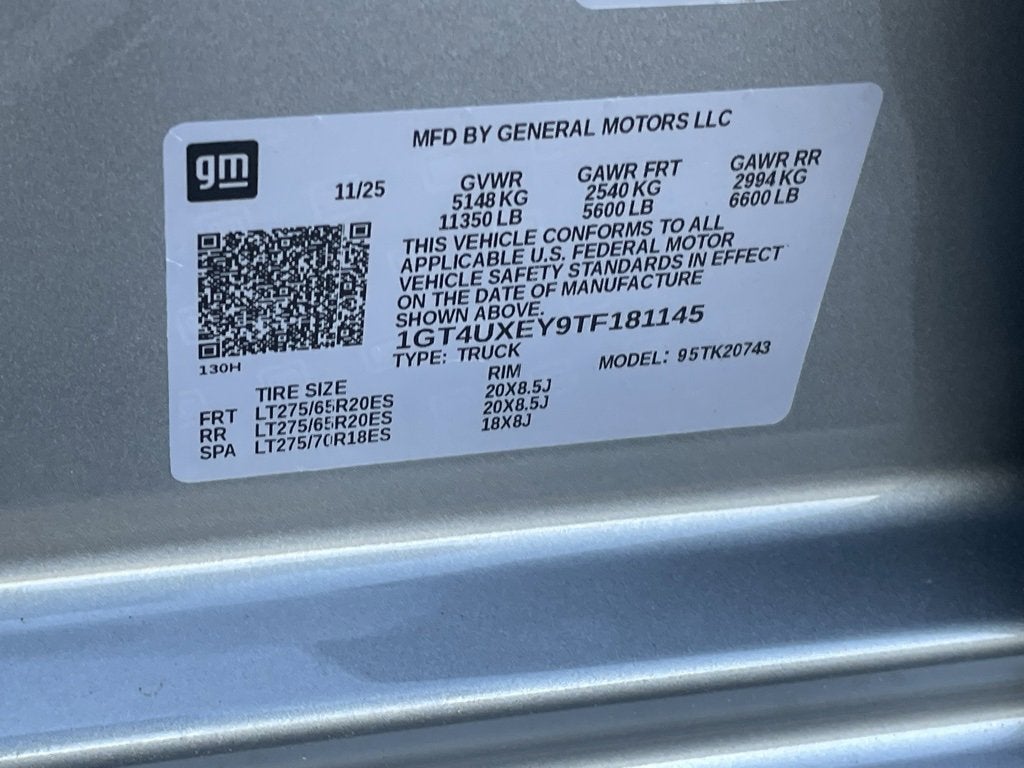 MFD BY GENERAL MOTORS LLC
gm
11/25
GVWR
5148 KG
11350 LB
GAWR FRT
2540 KG
5600 LB
GAWR RR
2994 KG
6600 LB
THIS VEHICLE CONFORMS TO ALL
APPLICABLE U.S. FEDERAL MOTOR
VEHICLE SAFETY STANDARDS IN EFFECT
ON THE DATE OF MANUFACTURE
SHOWN ABOVE.
1GT4UXEY9TF181145
TYPE: TRUCK
MODEL: 95TK20743
130H
TIRE SIZE RIM
FRT LT275/65R20ES 20X8.5J
RR LT275/65R20ES 20X8.5J
SPA LT275/70R18ES 18X8J